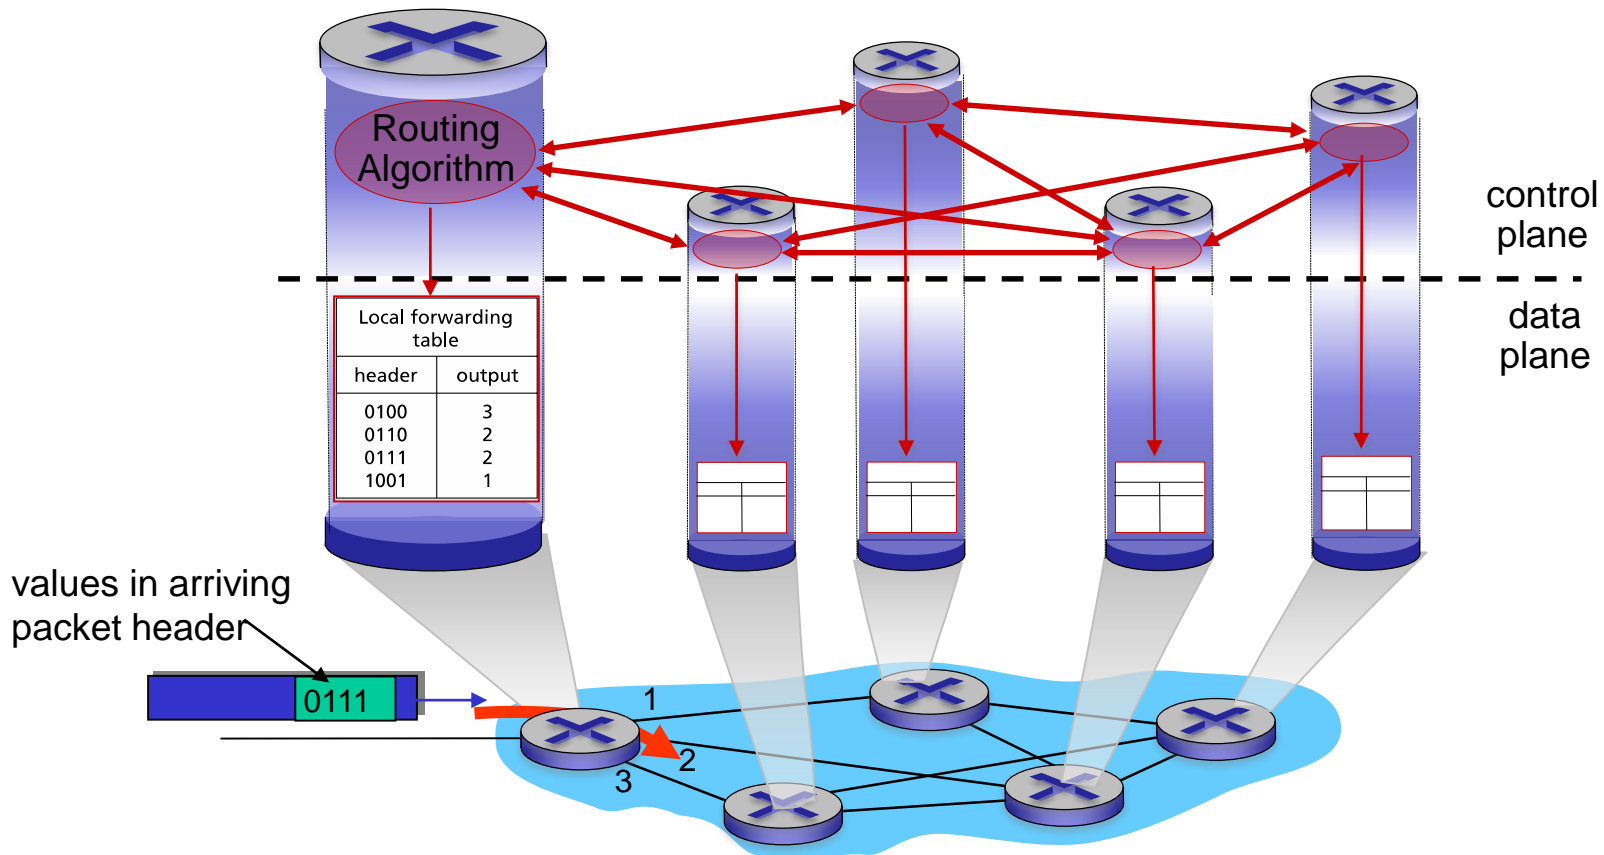 Routing
Algorithm
control
plane
data
plane
Local forwarding
table
header output
0100 3
0110 2
0111 2
1001 1
values in arriving
packet header
0111
1
2
3